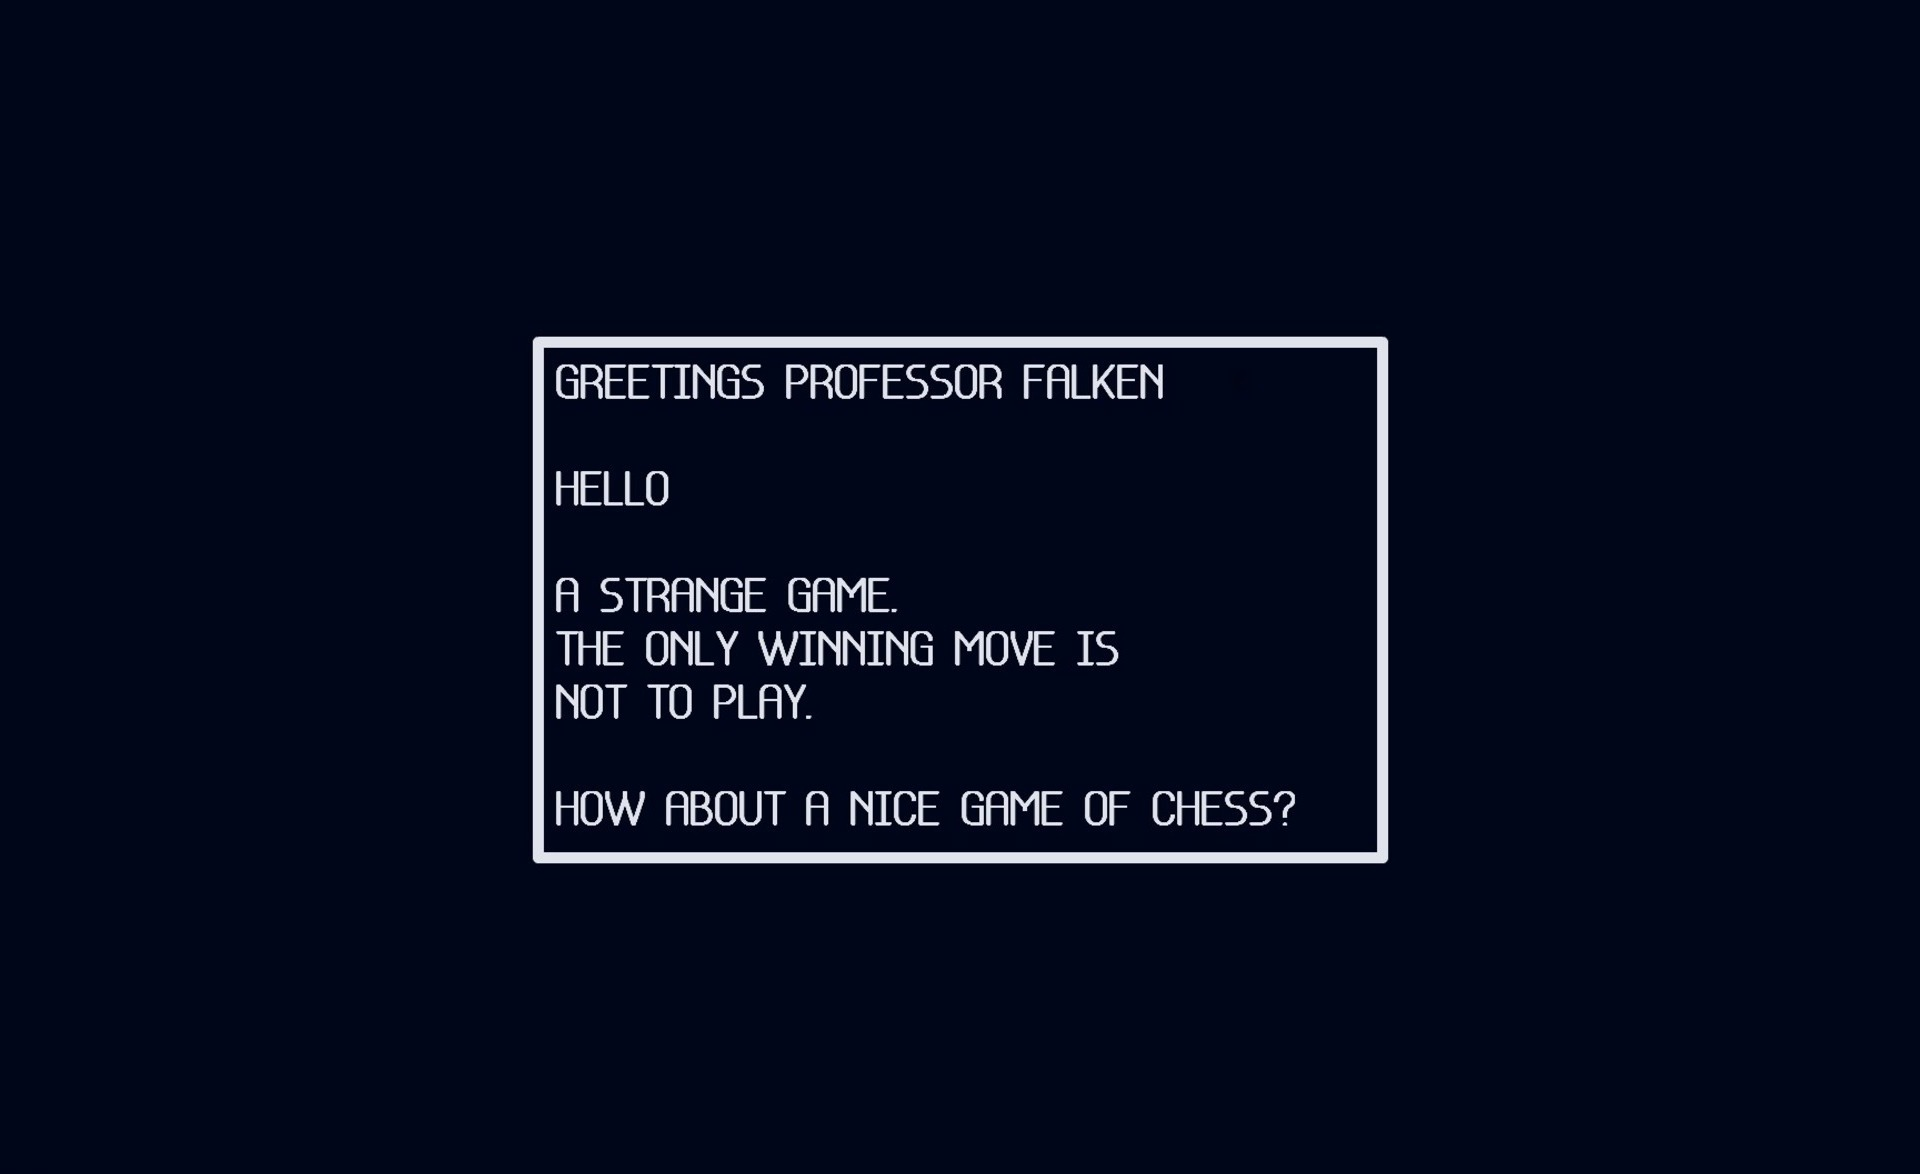 GREETINGS PROFESSOR FALKEN
HELLO
A STRANGE GAME.
THE ONLY WINNING MOVE IS
NOT TO PLAY.
HOW ABOUT A NICE GAME OF CHESS?